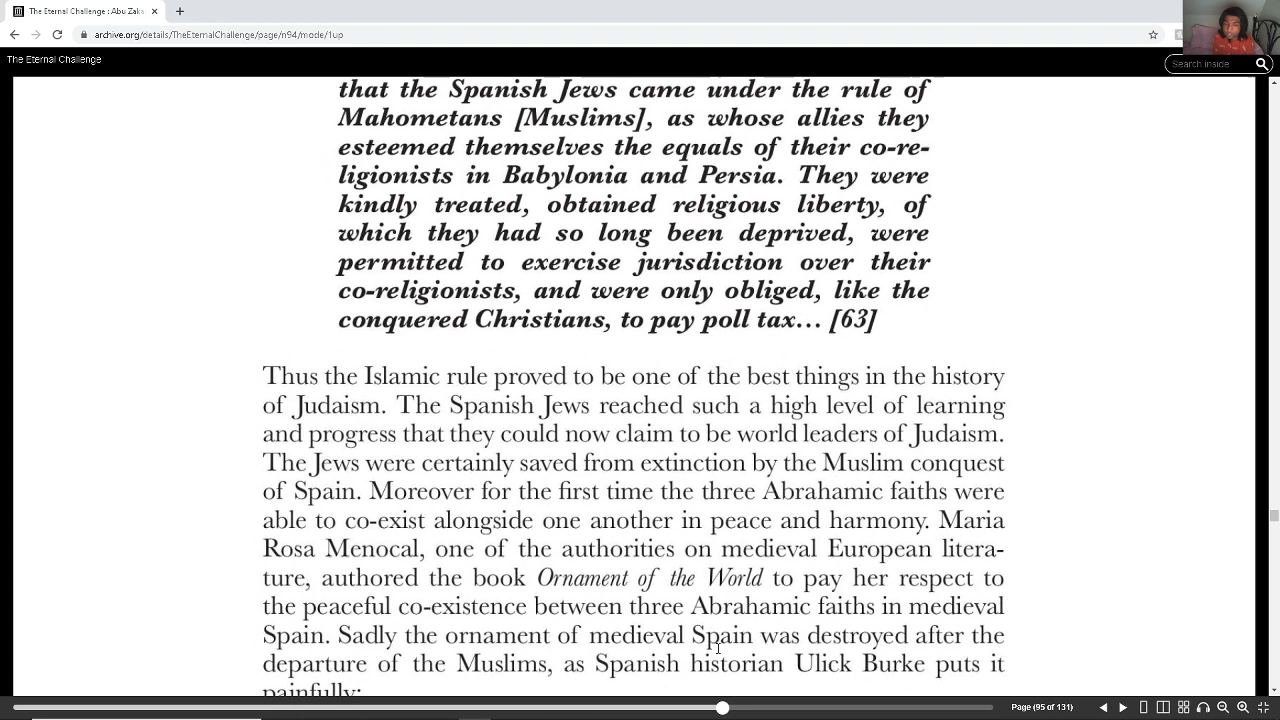 The Eternal Challenge : Abu Zaka
archive.org/details/TheEternalChallenge/page/n94/mode/1up
The Eternal Challenge
Search inside
that the Spanish Jews came under the rule of
Mahometans [Muslims], as whose allies they
esteemed themselves the equals of their co-re-
ligionists in Babylonia and Persia. They were
kindly treated, obtained religious liberty, of
which they had so long been deprived, were
permitted to exercise jurisdiction over their
co-religionists, and were only obliged, like the
conquered Christians, to pay poll tax… [63]
Thus the Islamic rule proved to be one of the best things in the history
of Judaism. The Spanish Jews reached such a high level of learning
and progress that they could now claim to be world leaders of Judaism.
The Jews were certainly saved from extinction by the Muslim conquest
of Spain. Moreover for the first time the three Abrahamic faiths were
able to co-exist alongside one another in peace and harmony. Maria
Rosa Menocal, one of the authorities on medieval European litera-
ture, authored the book Ornament of the World to pay her respect to
the peaceful co-existence between three Abrahamic faiths in medieval
Spain. Sadly the ornament of medieval Spain was destroyed after the
departure of the Muslims, as Spanish historian Ulick Burke puts it
painfully:
Page (95 of 131)